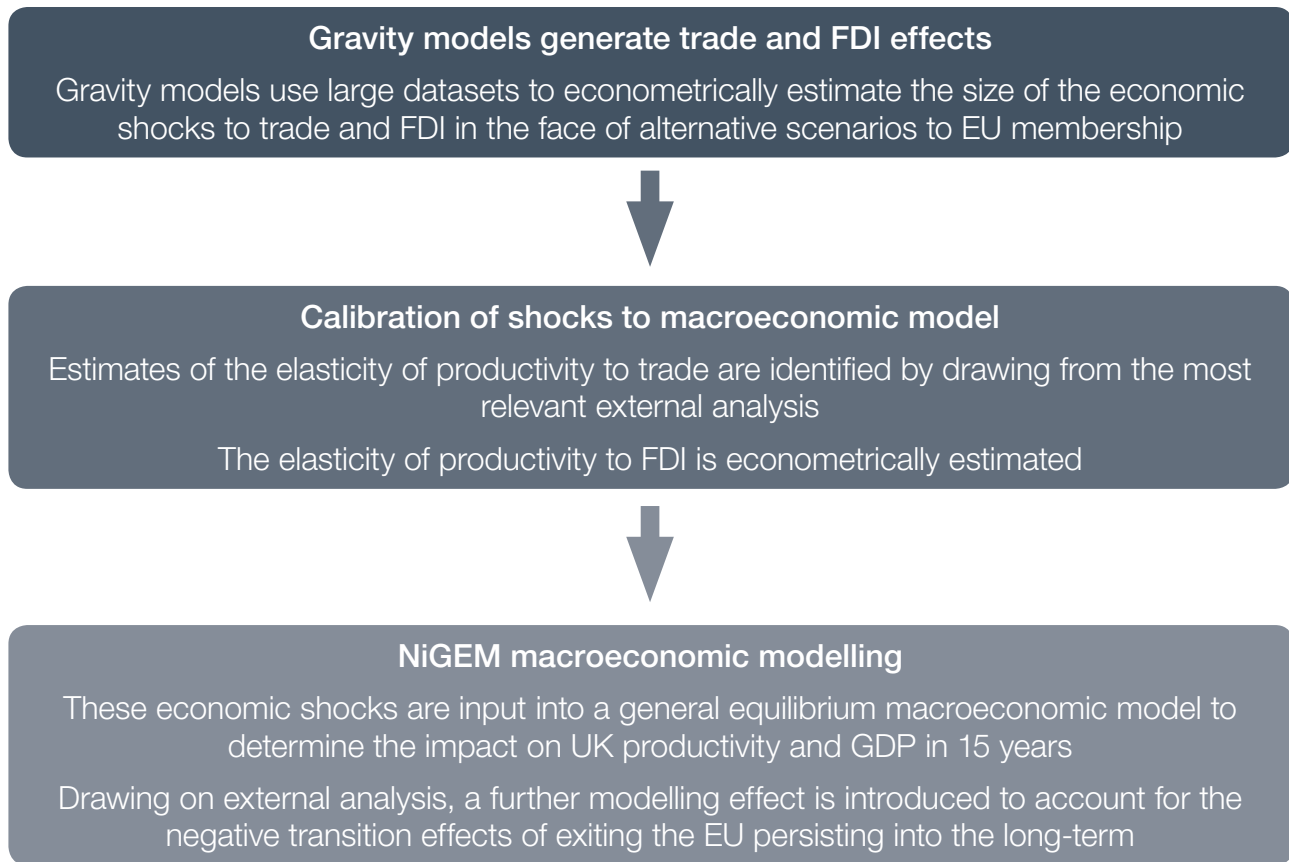 Gravity models generate trade and FDI effects
Gravity models use large datasets to econometrically estimate the size of the economic
shocks to trade and FDI in the face of alternative scenarios to EU membership
Calibration of shocks to macroeconomic model
Estimates of the elasticity of productivity to trade are identified by drawing from the most
relevant external analysis
The elasticity of productivity to FDI is econometrically estimated
NiGEM macroeconomic modelling
These economic shocks are input into a general equilibrium macroeconomic model to
determine the impact on UK productivity and GDP in 15 years
Drawing on external analysis, a further modelling effect is introduced to account for the
negative transition effects of exiting the EU persisting into the long-term